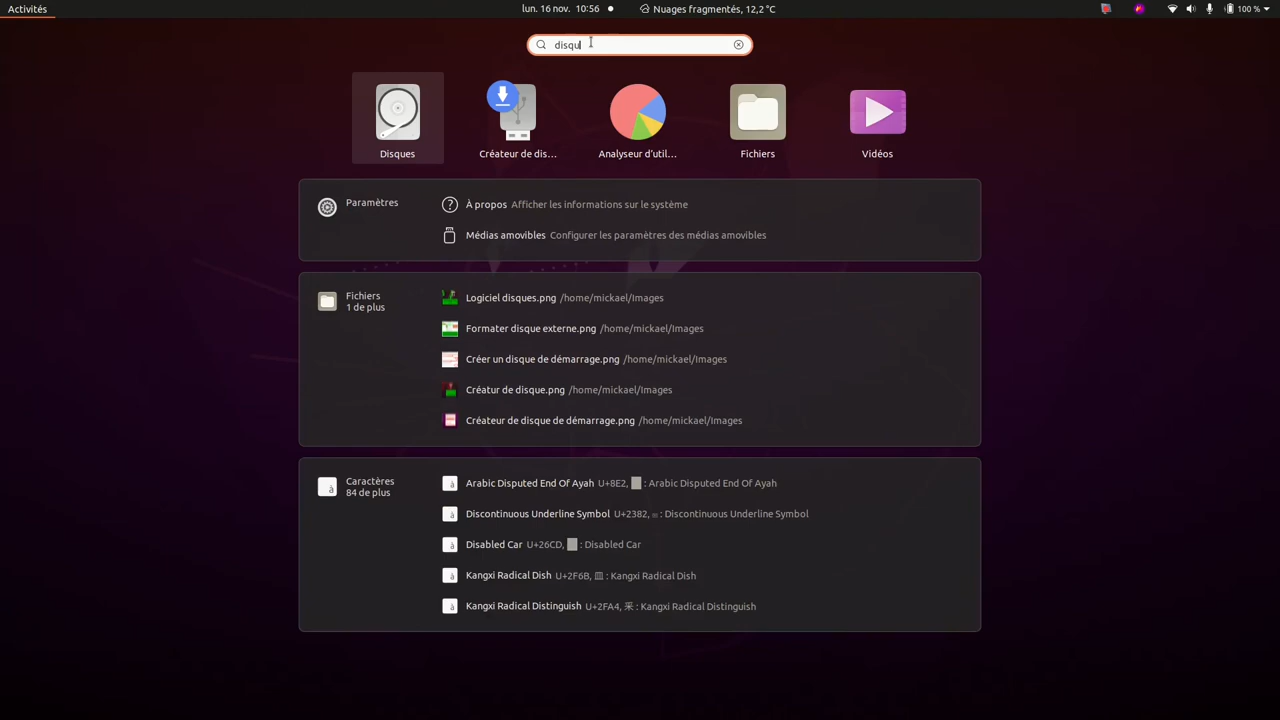 Activités
lun. 16 nov. 10:56
Nuages fragmentés, 12,2 °C
100 %
disqu
Disques
Créateur de dis…
Analyseur d'util…
Fichiers
Vidéos
Paramètres
À propos Afficher les informations sur le système
Médias amovibles Configurer les paramètres des médias amovibles
Fichiers
1 de plus
Logiciel disques.png /home/mickael/Images
Formater disque externe.png /home/mickael/Images
Créer un disque de démarrage.png /home/mickael/Images
Créatur de disque.png /home/mickael/Images
Créateur de disque de démarrage.png /home/mickael/Images
Caractères
84 de plus
Arabic Disputed End Of Ayah U+8E2, : Arabic Disputed End Of Ayah
Discontinuous Underline Symbol U+2382, ⎂ : Discontinuous Underline Symbol
Disabled Car U+26CD, : Disabled Car
Kangxi Radical Dish U+2F6B, ⽫ : Kangxi Radical Dish
Kangxi Radical Distinguish U+2FA4, ⾤ : Kangxi Radical Distinguish